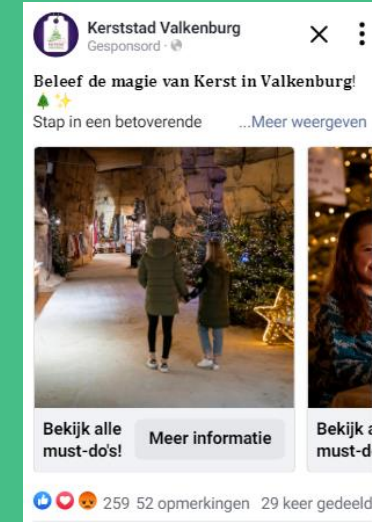 Kerststad Valkenburg
Gesponsord ·
Beleef de magie van Kerst in Valkenburg!
🎄✨
Stap in een betoverende ...Meer weergeven
Bekijk alle
must-do's!
Meer informatie
Bekijk a
must-d
259 52 opmerkingen 29 keer gedeeld